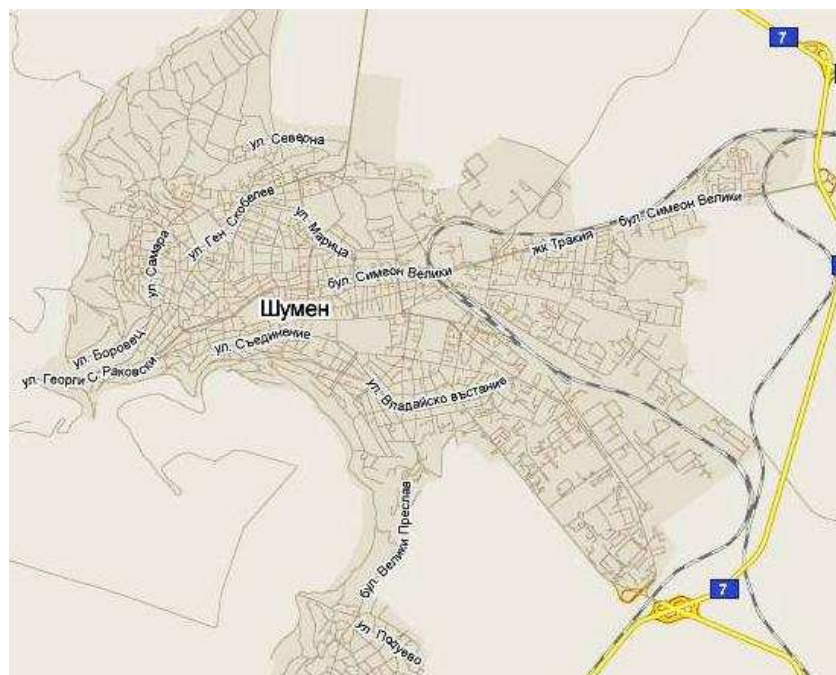 7
ул. Северна
ул. Ген. Скобелев
ул. Марица
бул. Симеон Велики
жк Тракия
ул. Самара
бул. Симеон Велики
Шумен
ул. Боровец
ул. Съединение
ул. Георги С. Раковски
ул. Владайско въстание
бул. Велики Преслав
7
ул. Подуево